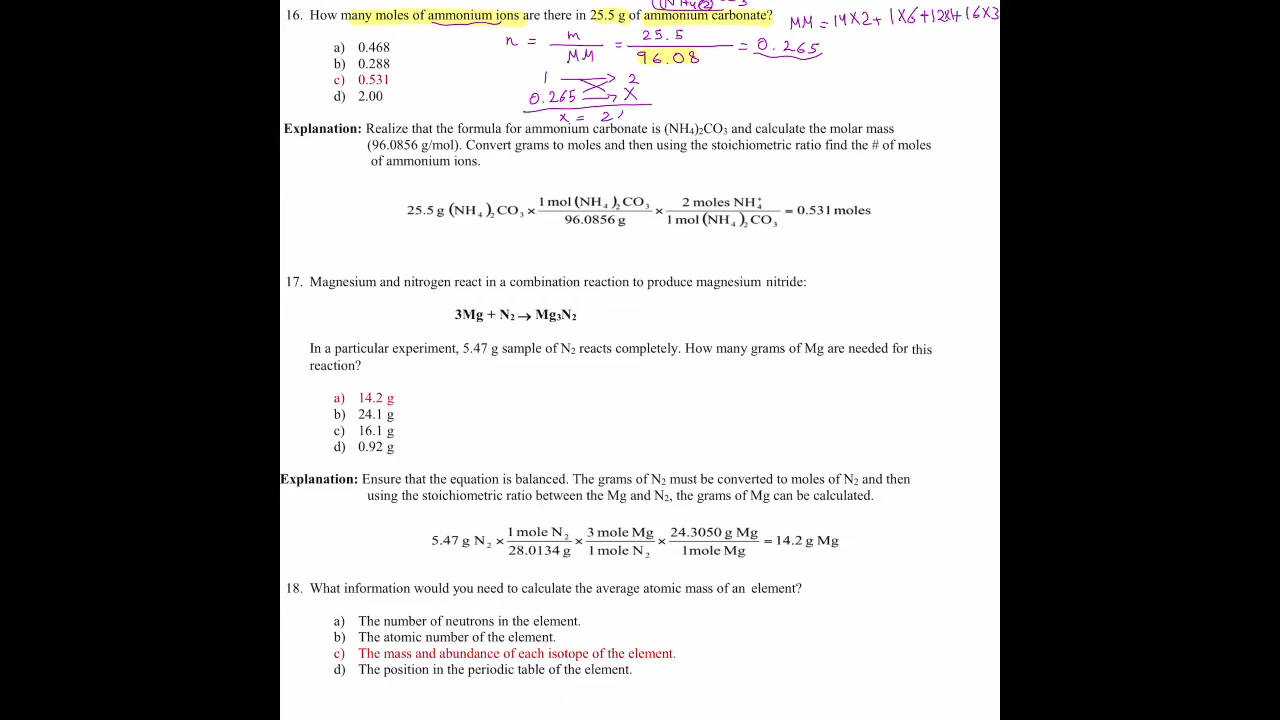 16. How many moles of ammonium ions are there in 25.5 g of ammonium carbonate?
MM = 14X2+ 1X6+12X4+16X3
n = m/MM = 25.5/96.08 = 0.265
a) 0.468
b) 0.288
c) 0.531
d) 2.00
1 → 2
0.265 → X
x = 2
Explanation: Realize that the formula for ammonium carbonate is (NH4)2CO3 and calculate the molar mass
(96.0856 g/mol). Convert grams to moles and then using the stoichiometric ratio find the # of moles
of ammonium ions.
25.5 g (NH4)2CO3 × 1 mol (NH4)2CO3 / 96.0856 g × 2 moles NH4+ / 1 mol (NH4)2CO3 = 0.531 moles
17. Magnesium and nitrogen react in a combination reaction to produce magnesium nitride:
3Mg + N2 → Mg3N2
In a particular experiment, 5.47 g sample of N2 reacts completely. How many grams of Mg are needed for this
reaction?
a) 14.2 g
b) 24.1 g
c) 16.1 g
d) 0.92 g
Explanation: Ensure that the equation is balanced. The grams of N2 must be converted to moles of N2 and then
using the stoichiometric ratio between the Mg and N2, the grams of Mg can be calculated.
5.47 g N2 × 1 mole N2 / 28.0134 g × 3 mole Mg / 1 mole N2 × 24.3050 g Mg / 1mole Mg = 14.2 g Mg
18. What information would you need to calculate the average atomic mass of an element?
a) The number of neutrons in the element.
b) The atomic number of the element.
c) The mass and abundance of each isotope of the element.
d) The position in the periodic table of the element.